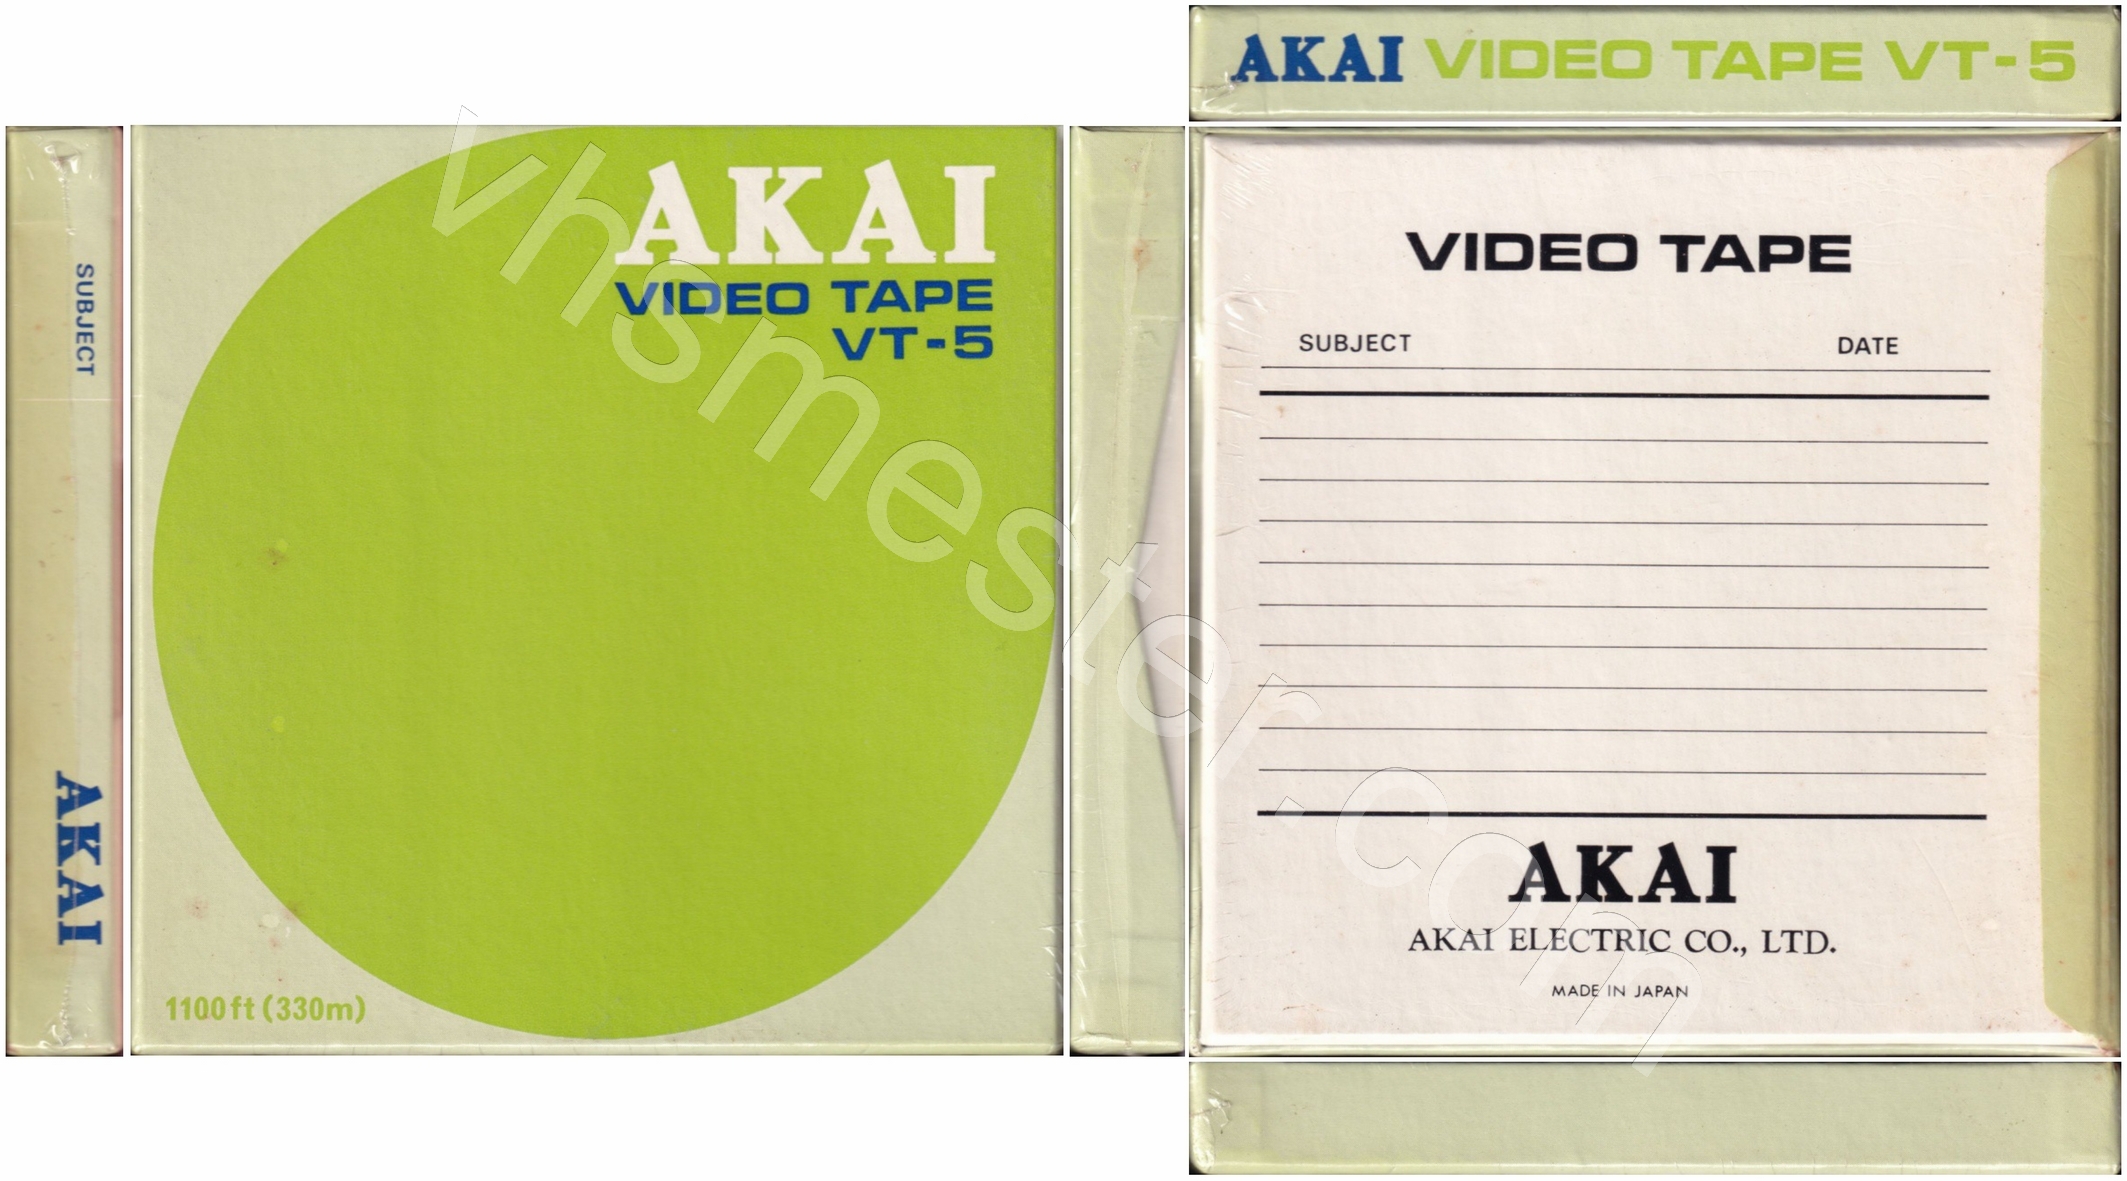 AKAI VIDEO TAPE VT-5
SUBJECT
AKAI
AKAI
VIDEO TAPE
VT-5
1100 ft (330m)
VIDEO TAPE
SUBJECT DATE
AKAI
AKAI ELECTRIC CO., LTD.
MADE IN JAPAN
vhsmester.com